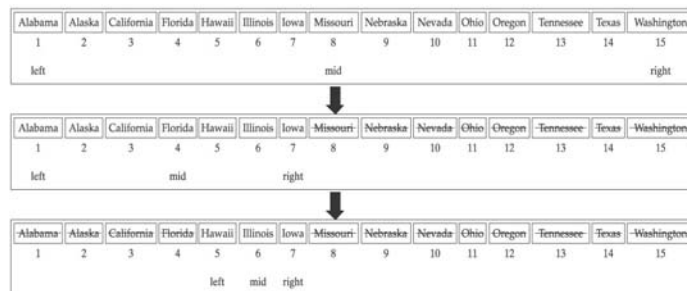 Alabama Alaska California Florida Hawaii Illinois Iowa Missouri Nebraska Nevada Ohio Oregon Tennessee Texas Washington
1 2 3 4 5 6 7 8 9 10 11 12 13 14 15
left mid right
Alabama Alaska California Florida Hawaii Illinois Iowa Missouri Nebraska Nevada Ohio Oregon Tennessee Texas Washington
1 2 3 4 5 6 7 8 9 10 11 12 13 14 15
left mid right
Alabama Alaska California Florida Hawaii Illinois Iowa Missouri Nebraska Nevada Ohio Oregon Tennessee Texas Washington
1 2 3 4 5 6 7 8 9 10 11 12 13 14 15
left mid right